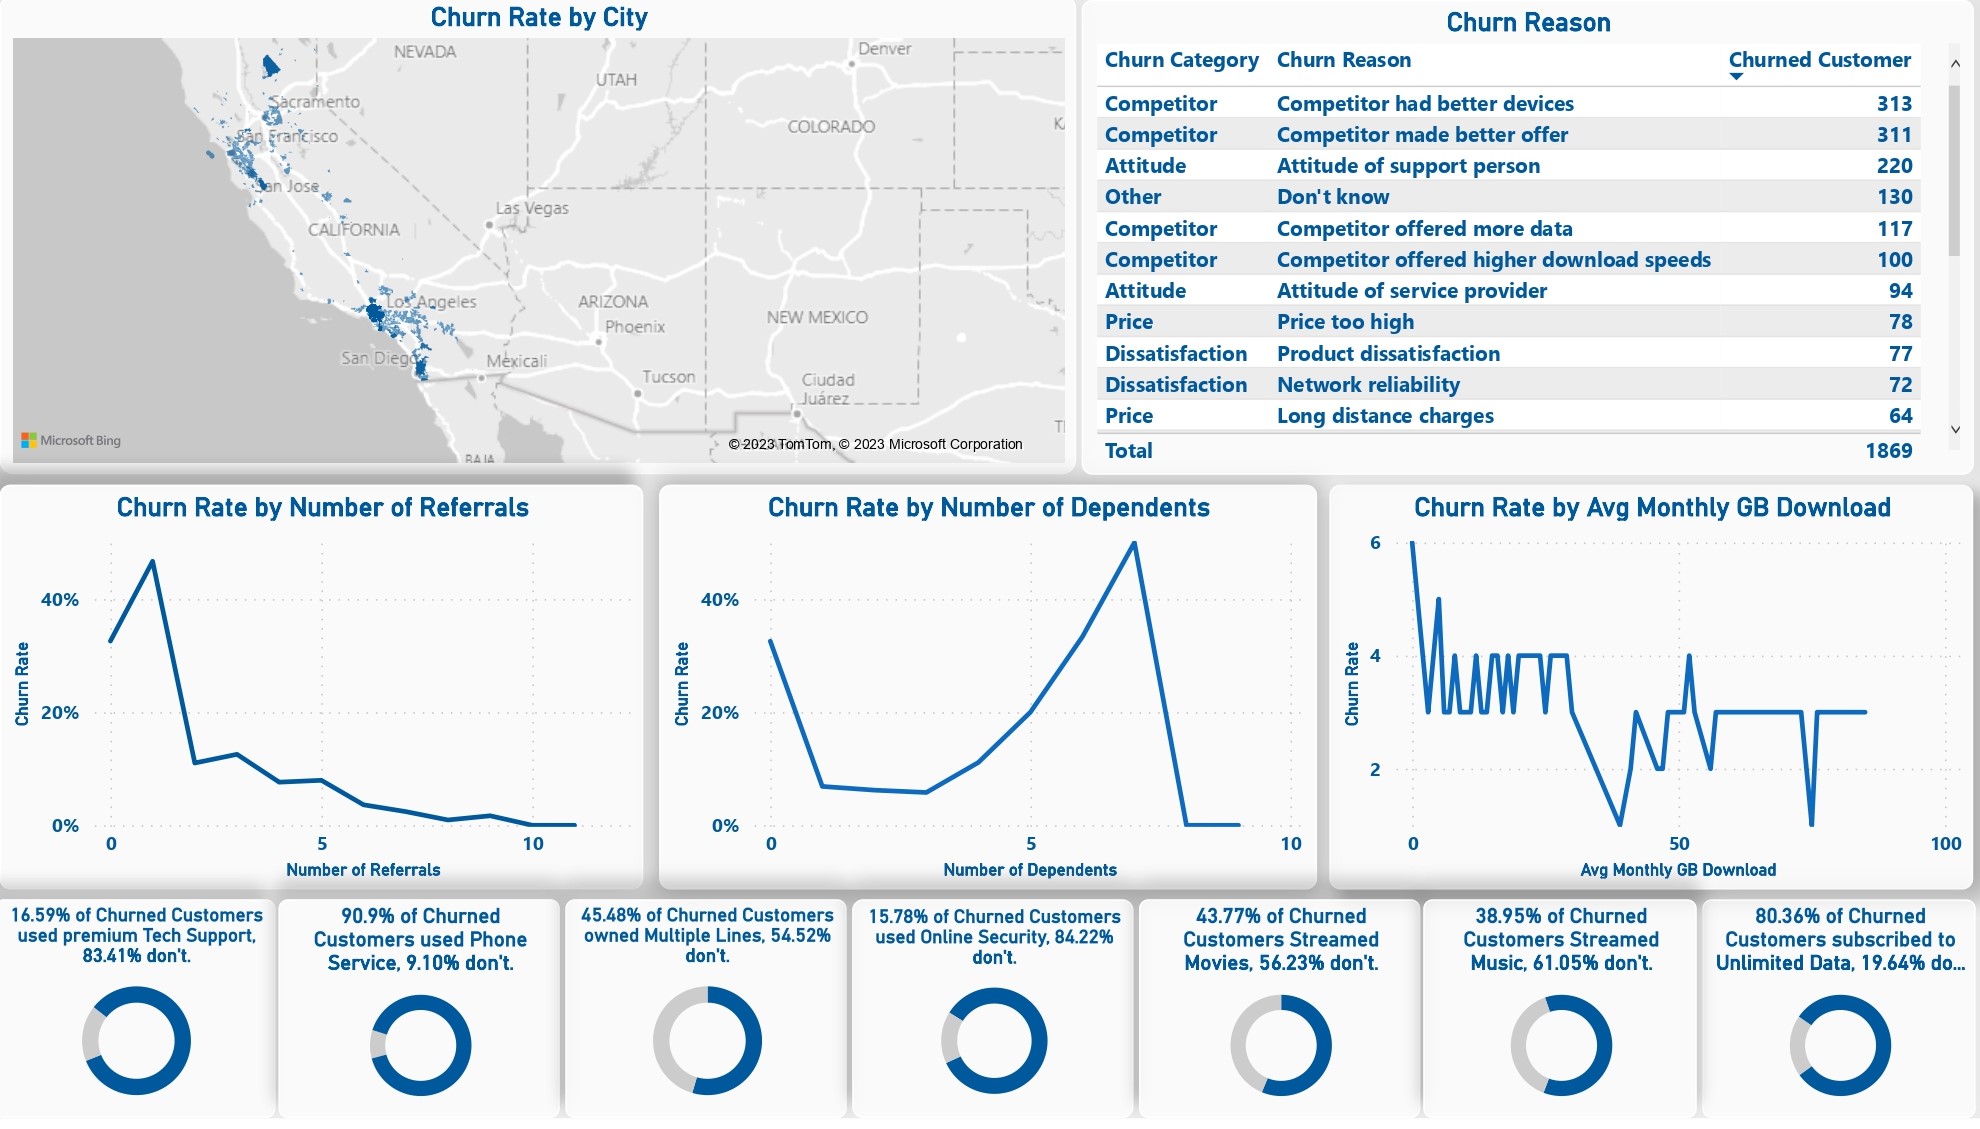 Churn Rate by City
NEVADA
Denver
UTAH
Sacramento
COLORADO
San Francisco
San Jose
Las Vegas
CALIFORNIA
Los Angeles
ARIZONA
NEW MEXICO
Phoenix
San Diego
Mexicali
Tucson
Ciudad
Juárez
Microsoft Bing
© 2023 TomTom, © 2023 Microsoft Corporation
BAJA
Churn Reason
Churn Category Churn Reason Churned Customer
Competitor Competitor had better devices 313
Competitor Competitor made better offer 311
Attitude Attitude of support person 220
Other Don't know 130
Competitor Competitor offered more data 117
Competitor Competitor offered higher download speeds 100
Attitude Attitude of service provider 94
Price Price too high 78
Dissatisfaction Product dissatisfaction 77
Dissatisfaction Network reliability 72
Price Long distance charges 64
Total 1869
Churn Rate by Number of Referrals
Churn Rate
40%
20%
0%
0 5 10
Number of Referrals
Churn Rate by Number of Dependents
Churn Rate
40%
20%
0%
0 5 10
Number of Dependents
Churn Rate by Avg Monthly GB Download
Churn Rate
6
4
2
0 50 100
Avg Monthly GB Download
16.59% of Churned Customers
used premium Tech Support,
83.41% don't.
90.9% of Churned
Customers used Phone
Service, 9.10% don't.
45.48% of Churned Customers
owned Multiple Lines, 54.52%
don't.
15.78% of Churned Customers
used Online Security, 84.22%
don't.
43.77% of Churned
Customers Streamed
Movies, 56.23% don't.
38.95% of Churned
Customers Streamed
Music, 61.05% don't.
80.36% of Churned
Customers subscribed to
Unlimited Data, 19.64% do...